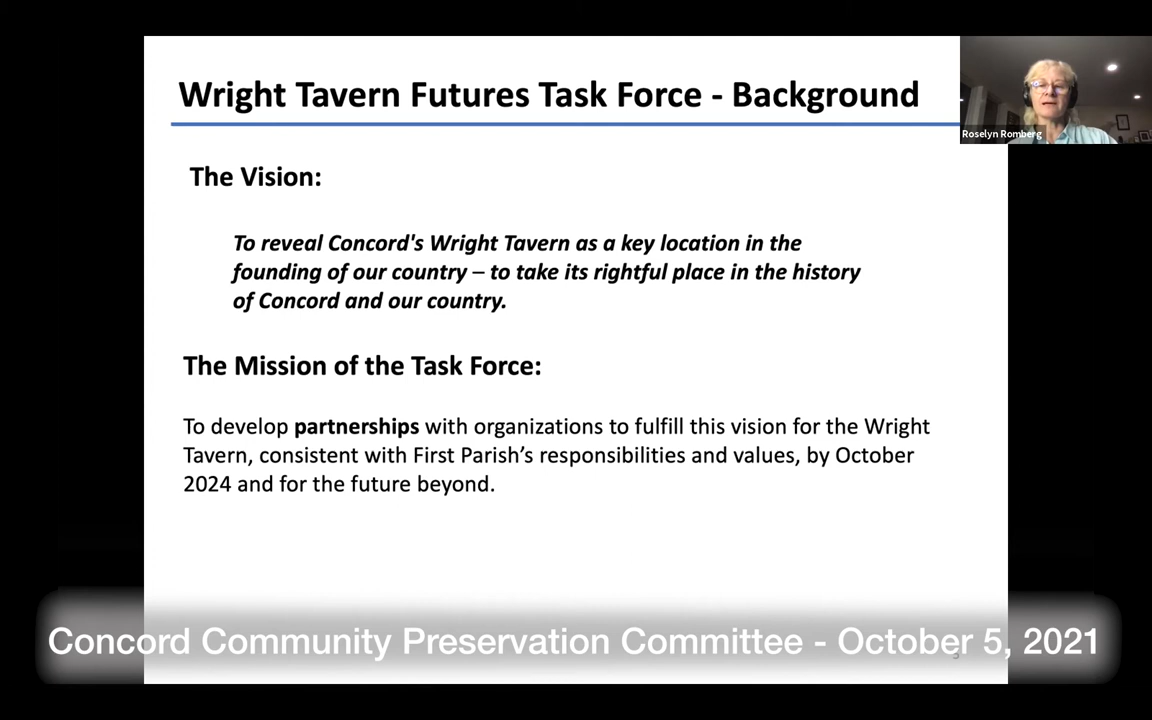 Wright Tavern Futures Task Force - Background
Roselyn Romberg
The Vision:
To reveal Concord's Wright Tavern as a key location in the
founding of our country – to take its rightful place in the history
of Concord and our country.
The Mission of the Task Force:
To develop partnerships with organizations to fulfill this vision for the Wright
Tavern, consistent with First Parish’s responsibilities and values, by October
2024 and for the future beyond.
Concord Community Preservation Committee - October 5, 2021
3